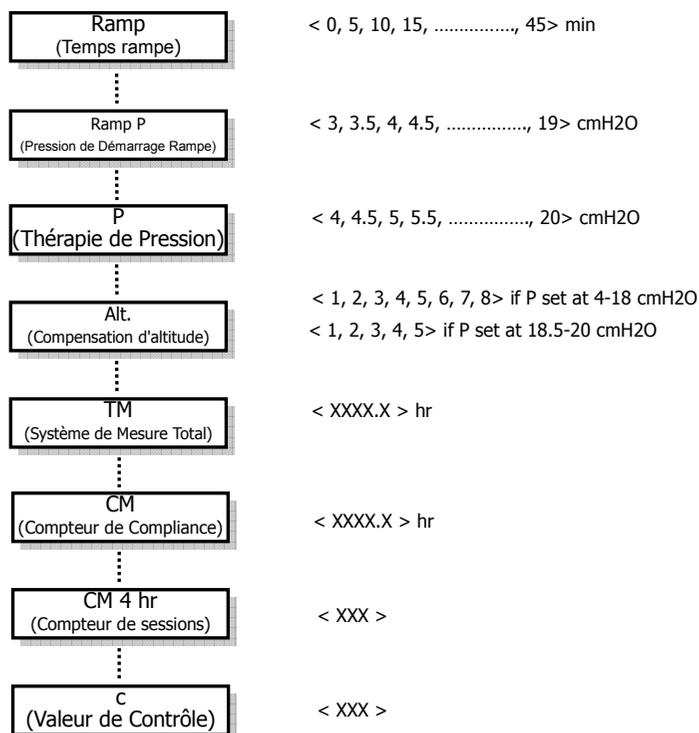 Ramp
(Temps rampe)
< 0, 5, 10, 15, ................, 45> min
Ramp P
(Pression de Démarrage Rampe)
< 3, 3.5, 4, 4.5, ................, 19> cmH2O
P
(Thérapie de Pression)
< 4, 4.5, 5, 5.5, ................, 20> cmH2O
Alt.
(Compensation d'altitude)
< 1, 2, 3, 4, 5, 6, 7, 8> if P set at 4-18 cmH2O
< 1, 2, 3, 4, 5> if P set at 18.5-20 cmH2O
TM
(Système de Mesure Total)
< XXXX.X > hr
CM
(Compteur de Compliance)
< XXXX.X > hr
CM 4 hr
(Compteur de sessions)
< XXX >
c
(Valeur de Contrôle)
< XXX >